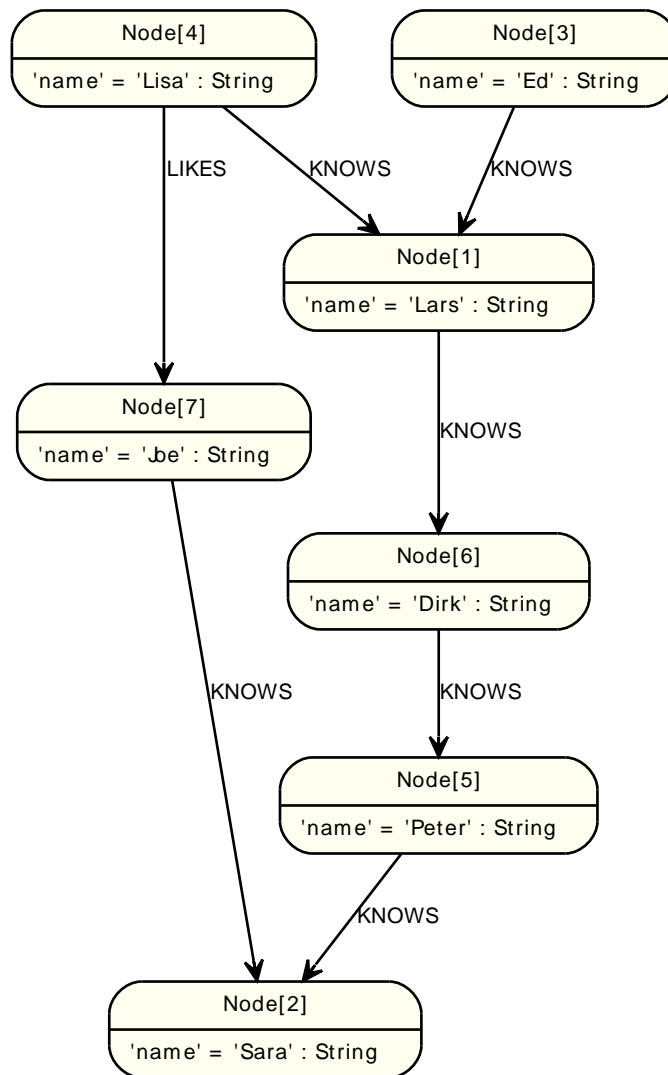 Node[4]
'name' = 'Lisa' : String
Node[3]
'name' = 'Ed' : String
LIKES
KNOWS
KNOWS
Node[1]
'name' = 'Lars' : String
Node[7]
'name' = 'Joe' : String
KNOWS
Node[6]
'name' = 'Dirk' : String
KNOWS
KNOWS
Node[5]
'name' = 'Peter' : String
KNOWS
Node[2]
'name' = 'Sara' : String